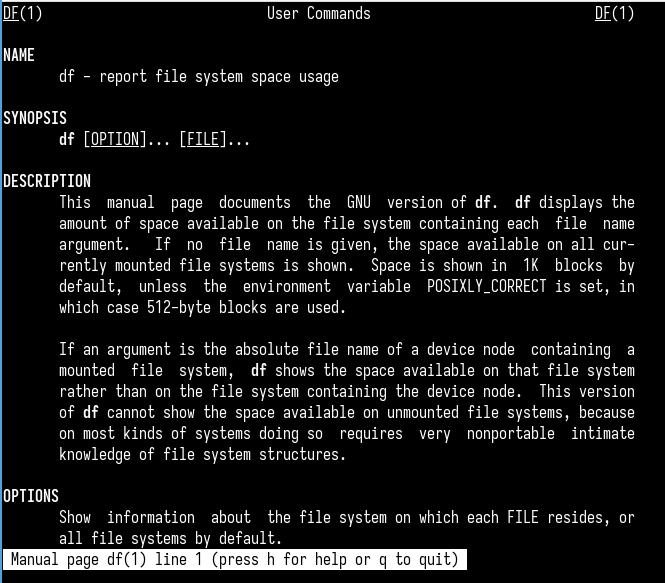 DF(1) User Commands DF(1)
NAME
df - report file system space usage
SYNOPSIS
df [OPTION]... [FILE]...
DESCRIPTION
This manual page documents the GNU version of df. df displays the
amount of space available on the file system containing each file name
argument. If no file name is given, the space available on all cur-
rently mounted file systems is shown. Space is shown in 1K blocks by
default, unless the environment variable POSIXLY_CORRECT is set, in
which case 512-byte blocks are used.
If an argument is the absolute file name of a device node containing a
mounted file system, df shows the space available on that file system
rather than on the file system containing the device node. This version
of df cannot show the space available on unmounted file systems, because
on most kinds of systems doing so requires very nonportable intimate
knowledge of file system structures.
OPTIONS
Show information about the file system on which each FILE resides, or
all file systems by default.
Manual page df(1) line 1 (press h for help or q to quit)